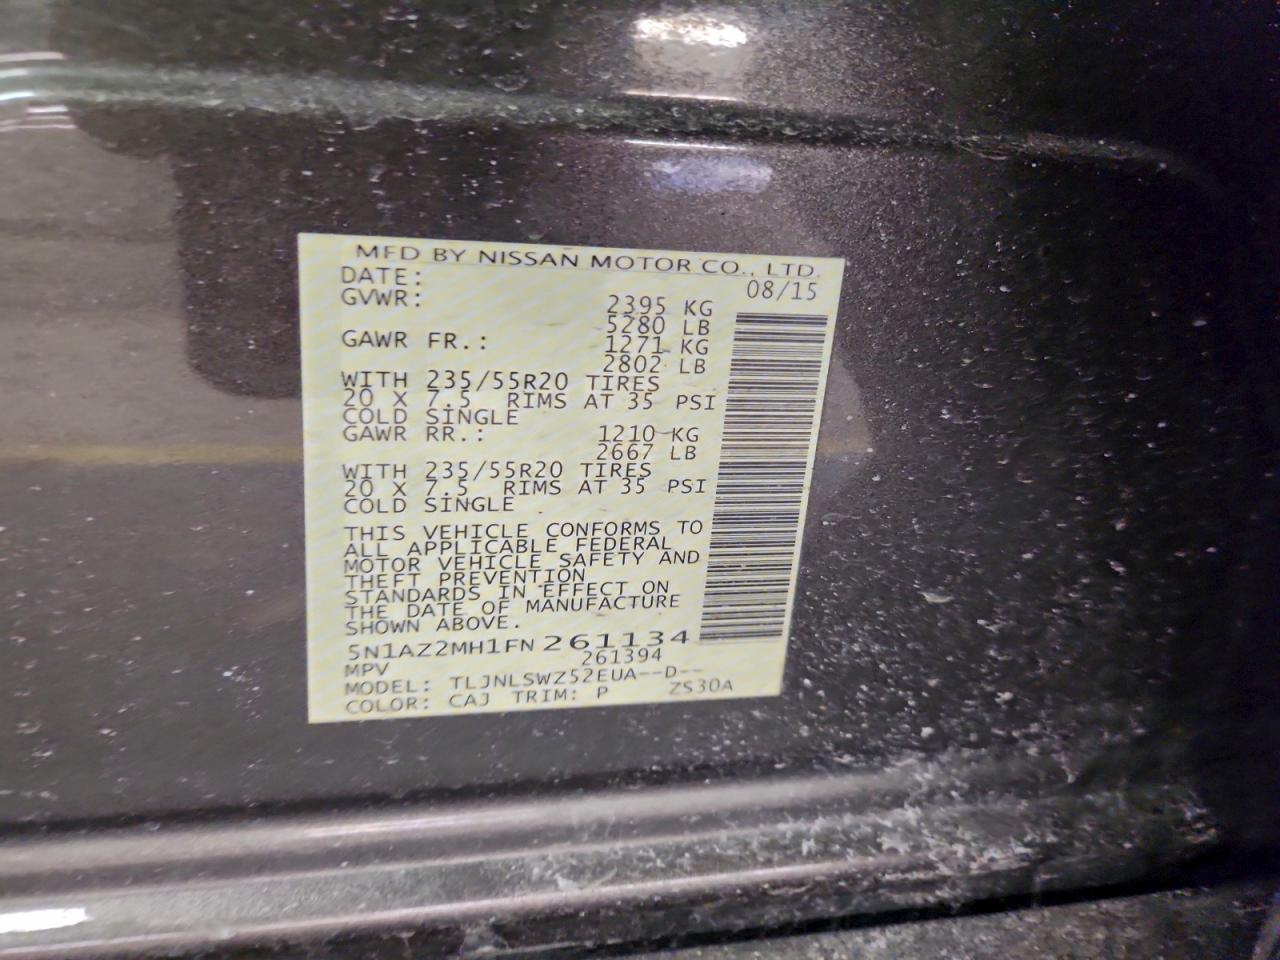 MFD BY NISSAN MOTOR CO., LTD.
DATE: 08/15
GVWR: 2395 KG
5280 LB
GAWR FR.: 1271 KG
2802 LB
WITH 235/55R20 TIRES
20 X 7.5 RIMS AT 35 PSI
COLD SINGLE
GAWR RR.: 1210 KG
2667 LB
WITH 235/55R20 TIRES
20 X 7.5 RIMS AT 35 PSI
COLD SINGLE
THIS VEHICLE CONFORMS TO
ALL APPLICABLE FEDERAL
MOTOR VEHICLE SAFETY AND
THEFT PREVENTION
STANDARDS IN EFFECT ON
THE DATE OF MANUFACTURE
SHOWN ABOVE.
5N1AZ2MH1FN261134
261394
MPV
MODEL: TLJNLSWZ52EUA--D--
COLOR: CAJ TRIM: P ZS30A